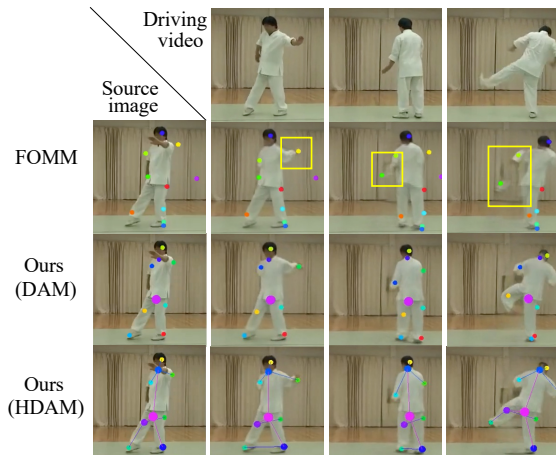 Driving
video
Source
image
FOMM
Ours
(DAM)
Ours
(HDAM)